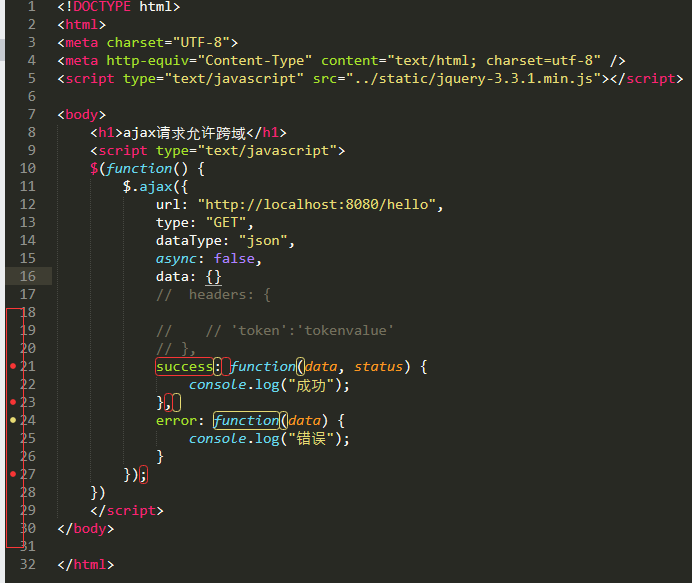 1 <!DOCTYPE html>
2 <html>
3 <meta charset="UTF-8">
4 <meta http-equiv="Content-Type" content="text/html; charset=utf-8" />
5 <script type="text/javascript" src="../static/jquery-3.3.1.min.js"></script>
6
7 <body>
8     <h1>ajax请求允许跨域</h1>
9     <script type="text/javascript">
10     $(function() {
11         $.ajax({
12             url: "http://localhost:8080/hello",
13             type: "GET",
14             dataType: "json",
15             async: false,
16             data: {}
17             //  headers: {
18
19             //    // 'token':'tokenvalue'
20             // },
21             success: function(data, status) {
22                 console.log("成功");
23             },
24             error: function(data) {
25                 console.log("错误");
26             }
27         });
28     })
29     </script>
30 </body>
31
32 </html>